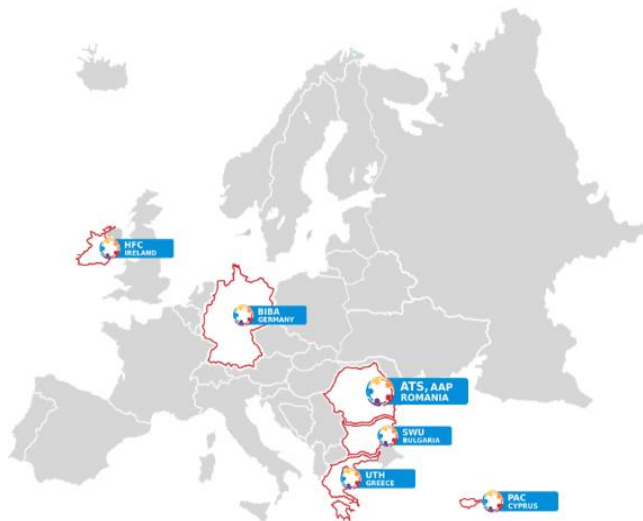 HFC
IRELAND
BIBA
GERMANY
ATS, AAP
ROMANIA
SWU
BULGARIA
UTH
GREECE
PAC
CYPRUS